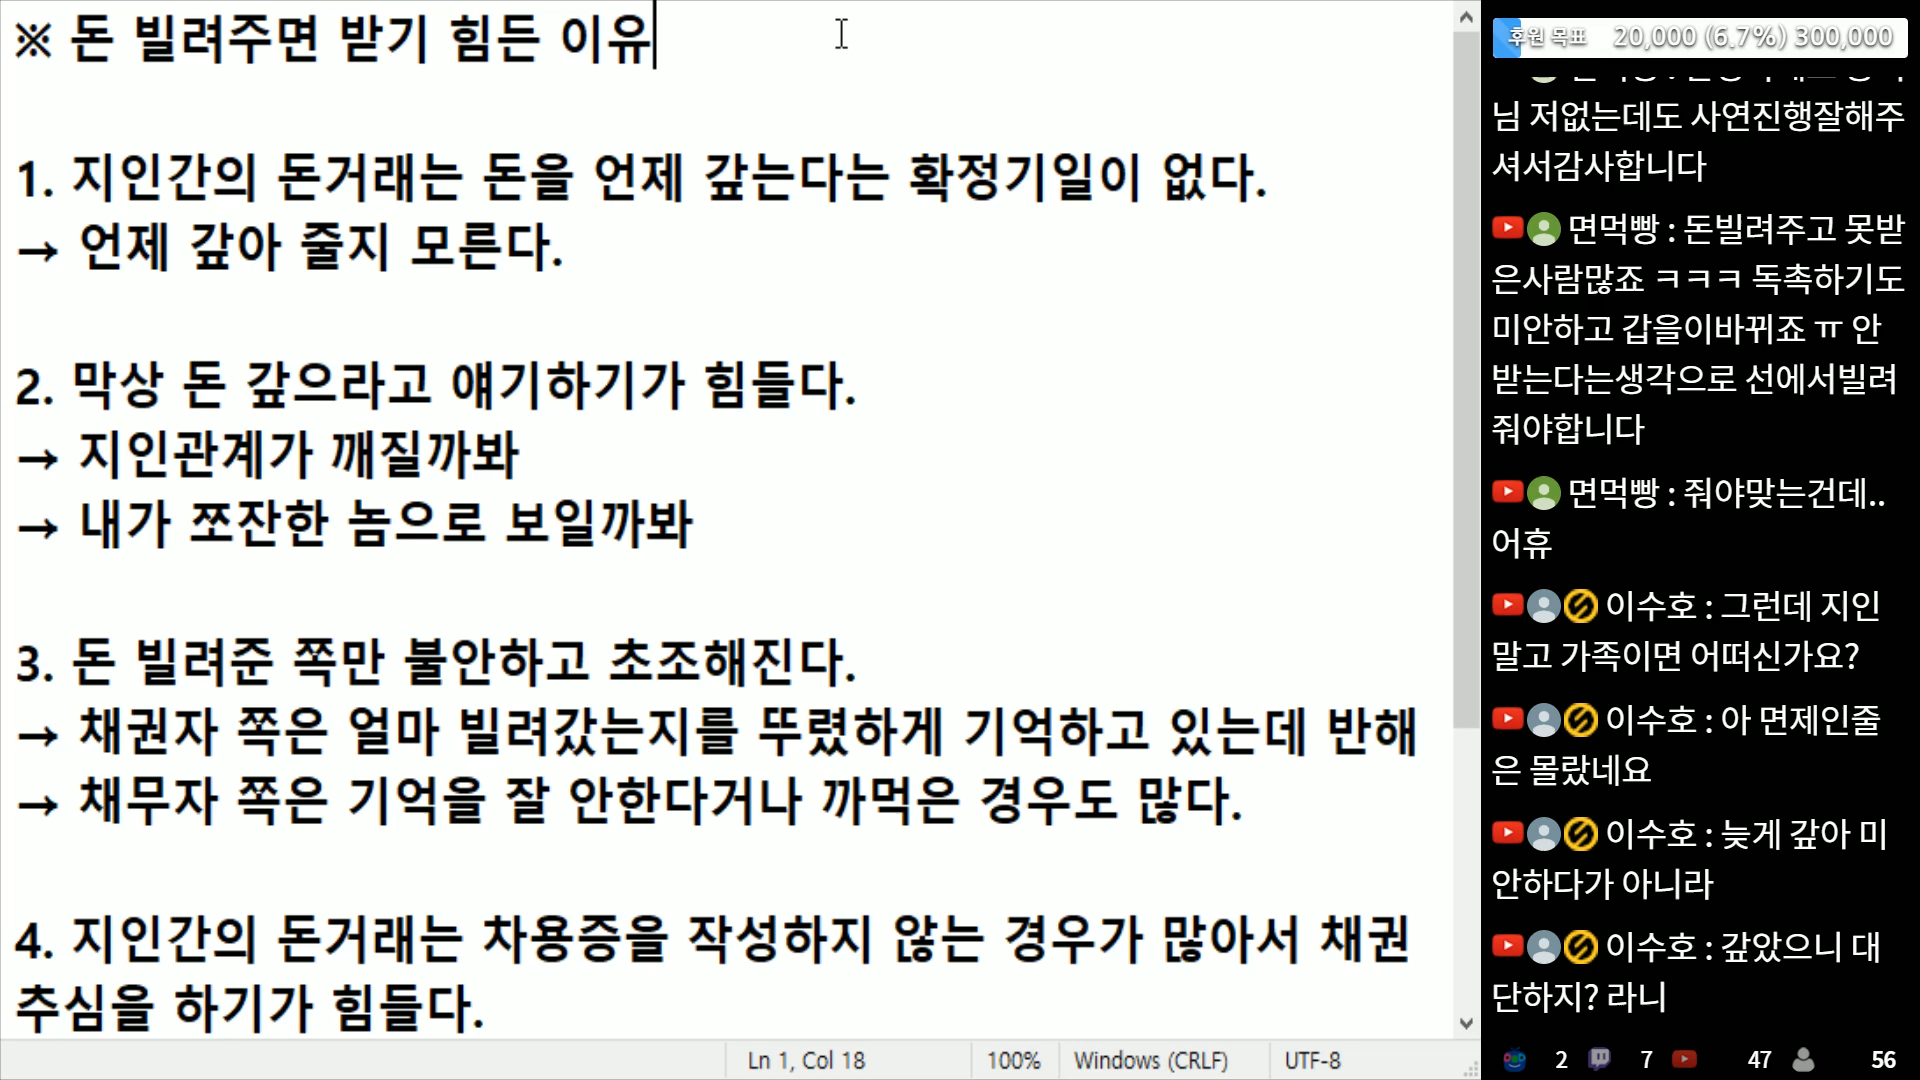 ※ 돈 빌려주면 받기 힘든 이유
1. 지인간의 돈거래는 돈을 언제 갚는다는 확정기일이 없다.
→ 언제 갚아 줄지 모른다.
2. 막상 돈 갚으라고 얘기하기가 힘들다.
→ 지인관계가 깨질까봐
→ 내가 쪼잔한 놈으로 보일까봐
3. 돈 빌려준 쪽만 불안하고 초조해진다.
→ 채권자 쪽은 얼마 빌려갔는지를 뚜렸하게 기억하고 있는데 반해
→ 채무자 쪽은 기억을 잘 안한다거나 까먹은 경우도 많다.
4. 지인간의 돈거래는 차용증을 작성하지 않는 경우가 많아서 채권
추심을 하기가 힘들다.
Ln 1, Col 18
100%
Windows (CRLF)
UTF-8
후원 목표 20,000 (6.7%) 300,000
님 저없는데도 사연진행잘해주
셔서감사합니다
면먹빵 : 돈빌려주고 못받
은사람많죠 ㅋㅋㅋ 독촉하기도
미안하고 갑을이바뀌죠 ㅠ 안
받는다는생각으로 선에서빌려
줘야합니다
면먹빵 : 줘야맞는건데..
어휴
이수호 : 그런데 지인
말고 가족이면 어떠신가요?
이수호 : 아 면제인줄
은 몰랐네요
이수호 : 늦게 갚아 미
안하다가 아니라
이수호 : 갚았으니 대
단하지? 라니
2 7 47 56